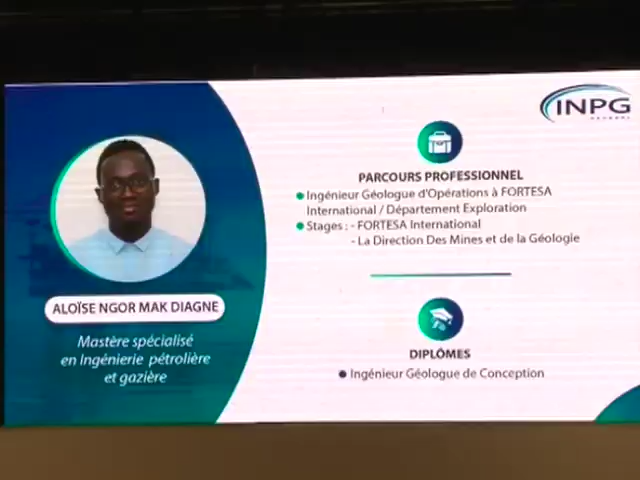 INPG
PARCOURS PROFESSIONNEL
Ingénieur Géologue d'Opérations à FORTESA
International / Département Exploration
Stages : - FORTESA International
- La Direction Des Mines et de la Géologie
ALOÏSE NGOR MAK DIAGNE
Mastère spécialisé
en Ingénierie pétrolière
et gazière
DIPLÔMES
Ingénieur Géologue de Conception